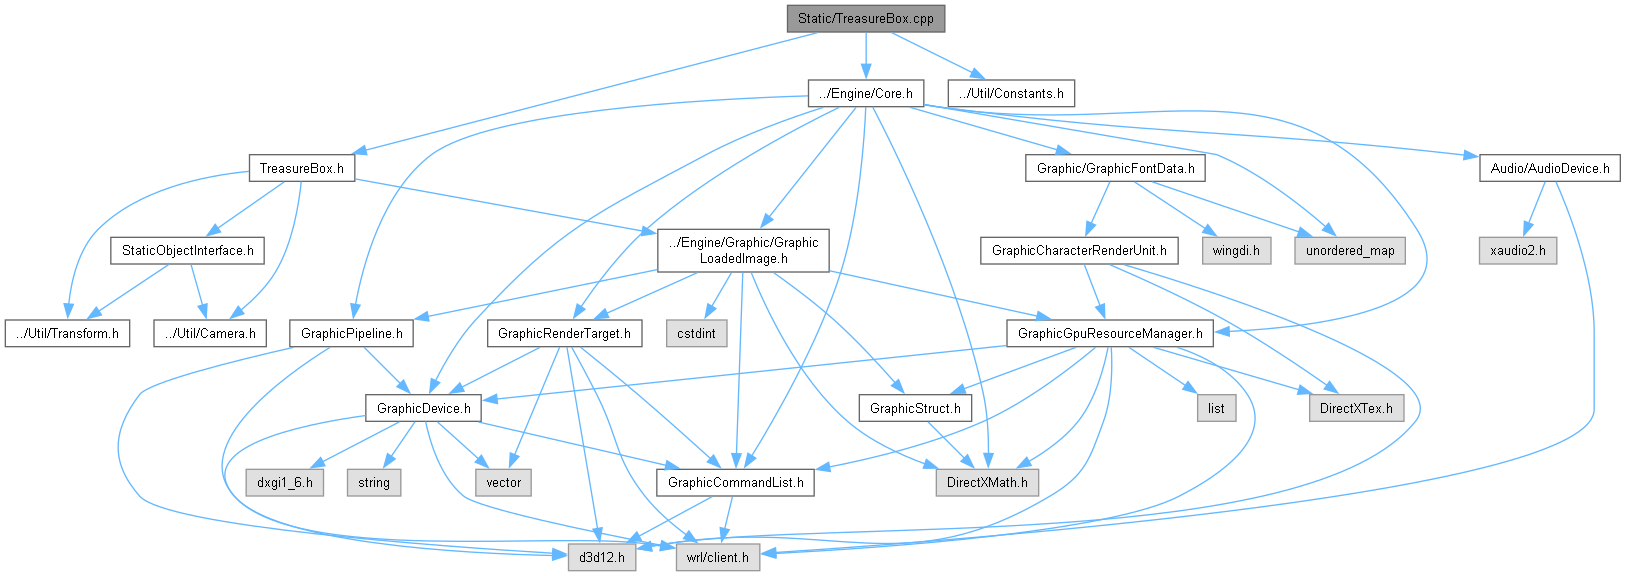 Static/TreasureBox.cpp
../Engine/Core.h
../Util/Constants.h
TreasureBox.h
Graphic/GraphicFontData.h
Audio/AudioDevice.h
StaticObjectInterface.h
../Engine/Graphic/Graphic
LoadedImage.h
GraphicCharacterRenderUnit.h
wingdi.h
unordered_map
xaudio2.h
../Util/Transform.h
../Util/Camera.h
GraphicPipeline.h
GraphicRenderTarget.h
cstdint
GraphicGpuResourceManager.h
GraphicDevice.h
GraphicStruct.h
list
DirectXTex.h
dxgi1_6.h
string
vector
GraphicCommandList.h
DirectXMath.h
d3d12.h
wrl/client.h